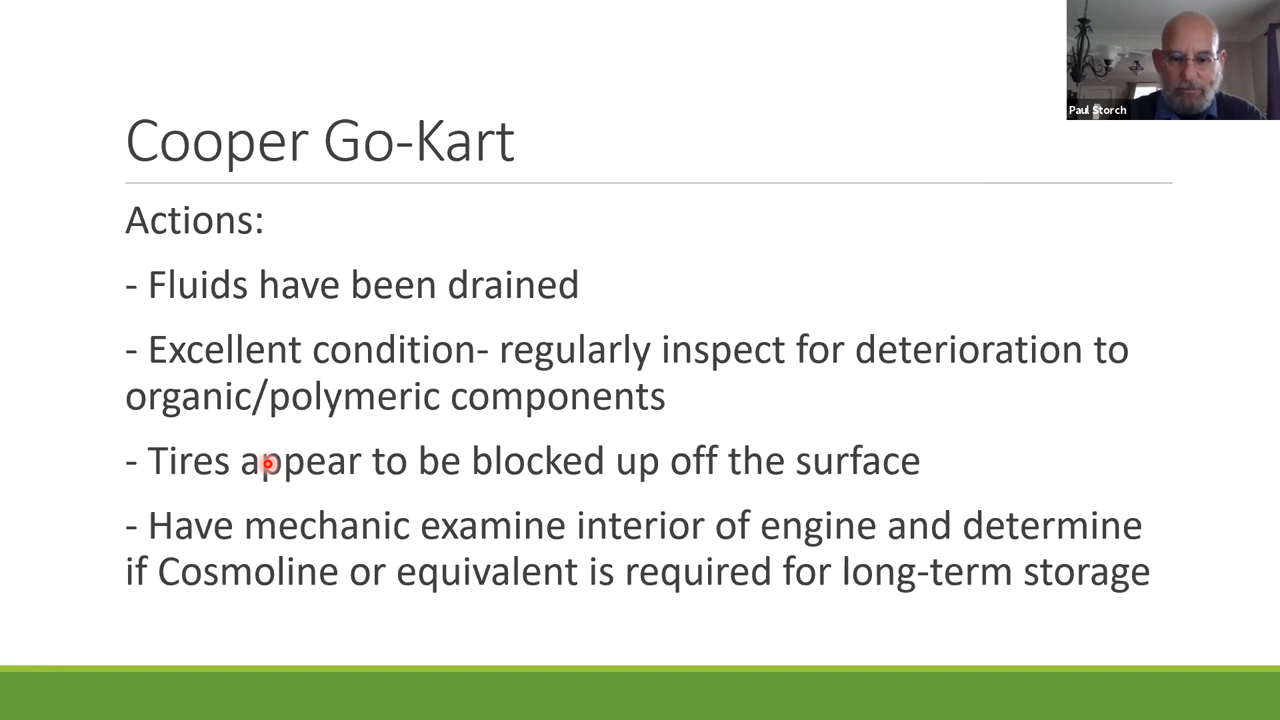 Paul Storch
Cooper Go-Kart
Actions:
- Fluids have been drained
- Excellent condition- regularly inspect for deterioration to
organic/polymeric components
- Tires appear to be blocked up off the surface
- Have mechanic examine interior of engine and determine
if Cosmoline or equivalent is required for long-term storage